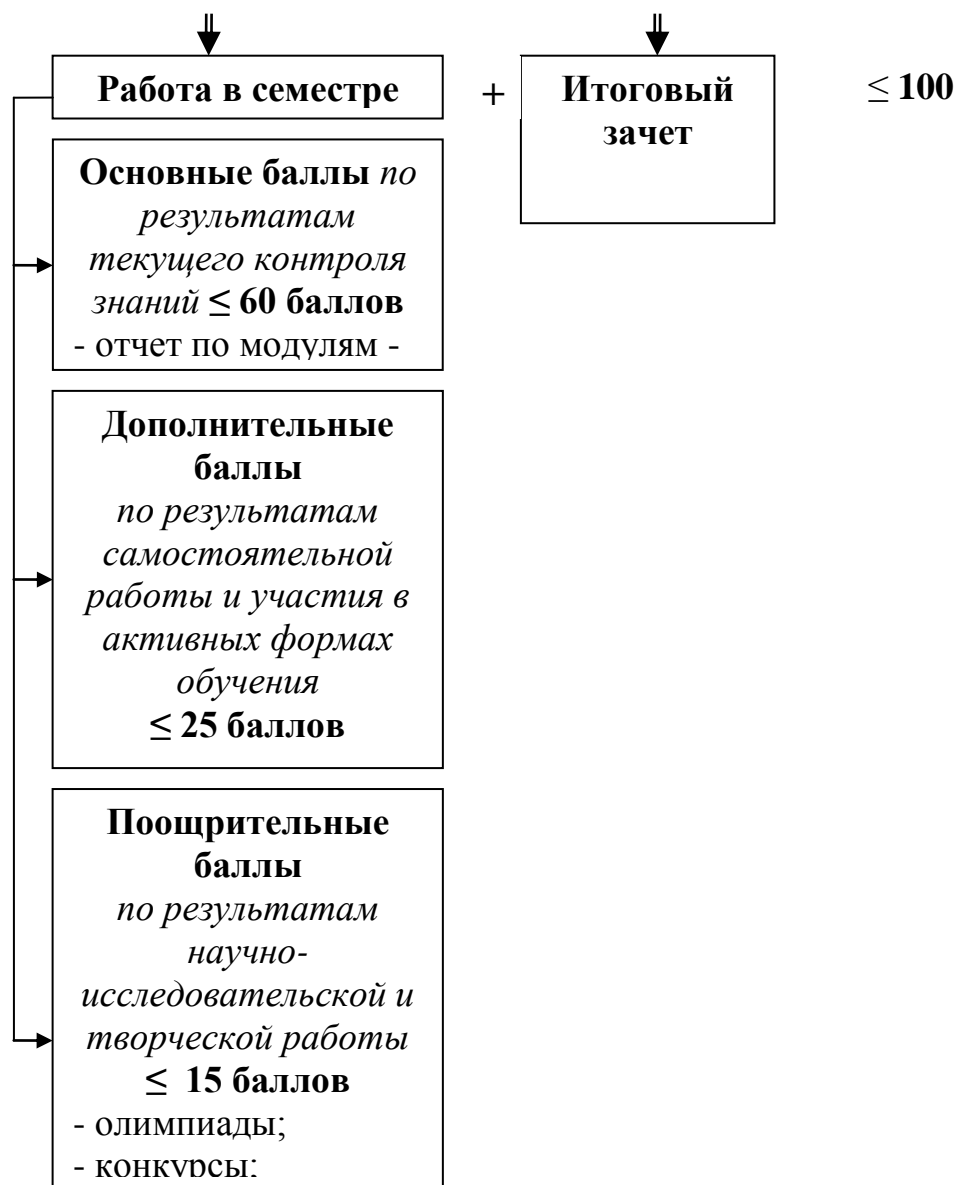 Работа в семестре
+
Итоговый
зачет
≤ 100
Основные баллы по
результатам
текущего контроля
знаний ≤ 60 баллов
- отчет по модулям -
Дополнительные
баллы
по результатам
самостоятельной
работы и участия в
активных формах
обучения
≤ 25 баллов
Поощрительные
баллы
по результатам
научно-
исследовательской и
творческой работы
≤ 15 баллов
- олимпиады;
- конкурсы;